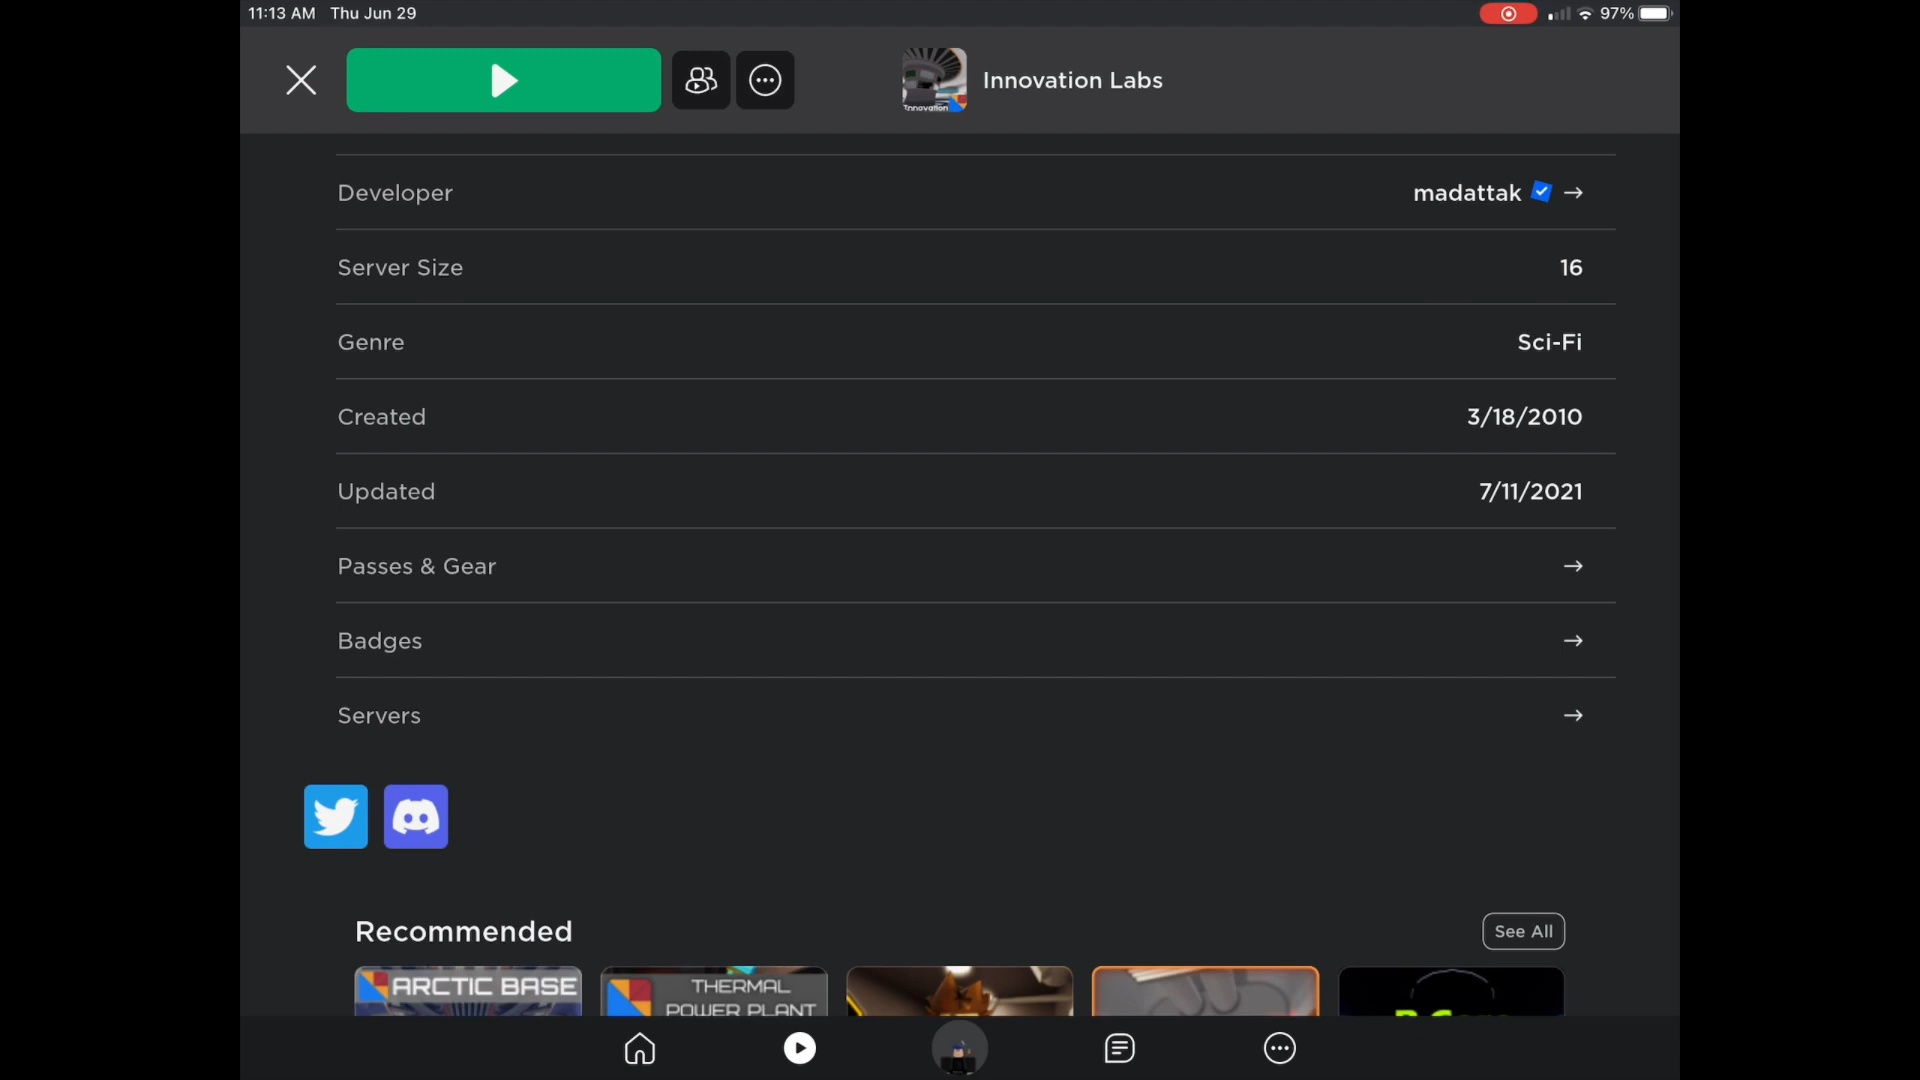 11:13 AM Thu Jun 29
97%
Innovation Labs
Innovation
Developer
madattak
Server Size
16
Genre
Sci-Fi
Created
3/18/2010
Updated
7/11/2021
Passes & Gear
Badges
Servers
Recommended
See All
ARCTIC BASE
THERMAL
POWER PLANT